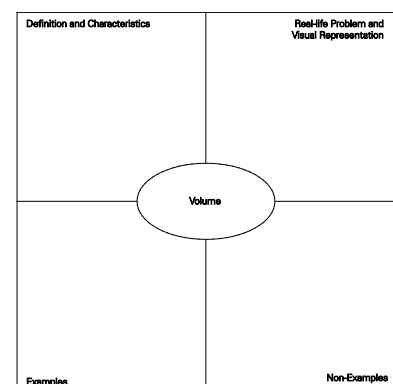 Definition and Characteristics
Real-life Problem and
Visual Representation
Volume
Examples
Non-Examples